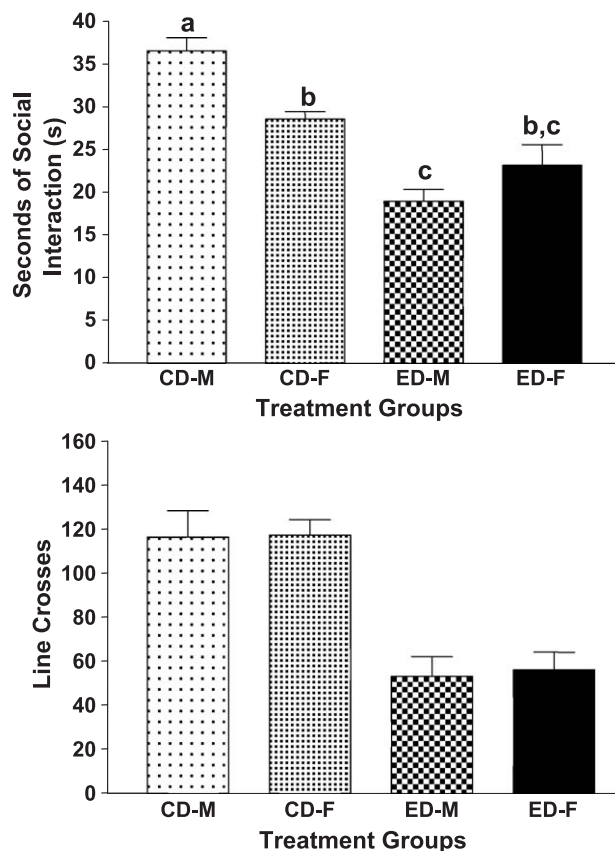 Seconds of Social
Interaction (s)
40
35
30
25
20
15
10
5
0
a
b
c
b,c
CD-M CD-F ED-M ED-F
Treatment Groups
Line Crosses
160
140
120
100
80
60
40
20
0
CD-M CD-F ED-M ED-F
Treatment Groups